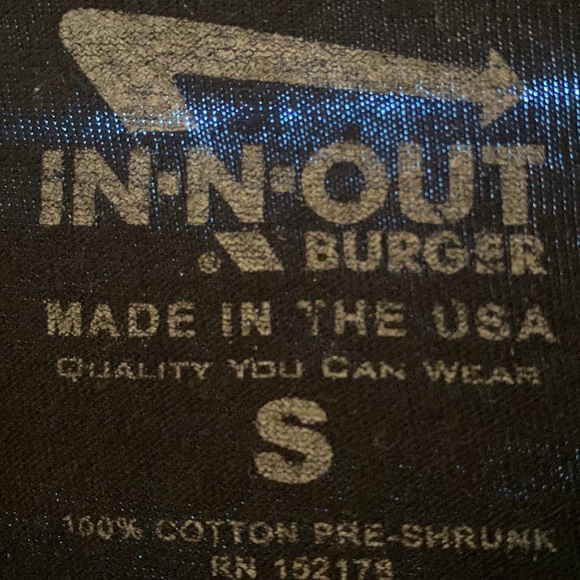 IN-N-OUT
® BURGER
MADE IN THE USA
QUALITY YOU CAN WEAR
S
100% COTTON PRE-SHRUNK
RN 152178